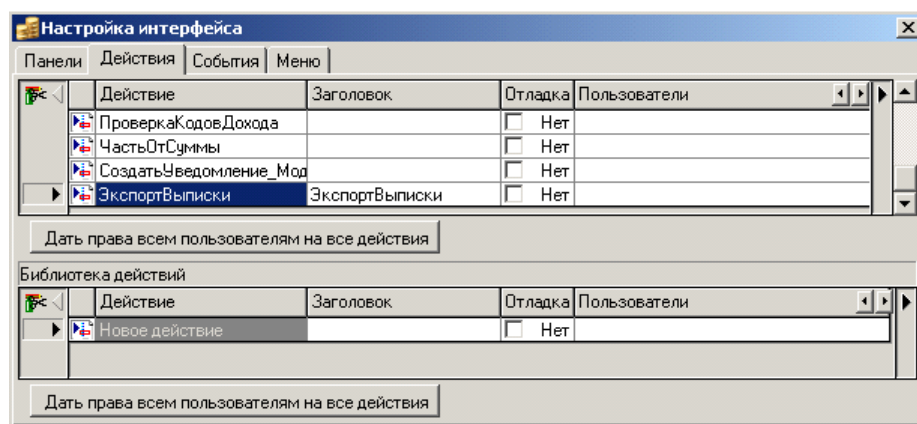 Настройка интерфейса
Панели Действия События Меню
Действие Заголовок Отладка Пользователи
ПроверкаКодовДохода Нет
ЧастьОтСуммы Нет
СоздатьУведомление_Мод Нет
ЭкспортВыписки ЭкспортВыписки Нет
Дать права всем пользователям на все действия
Библиотека действий
Действие Заголовок Отладка Пользователи
Новое действие Нет
Дать права всем пользователям на все действия